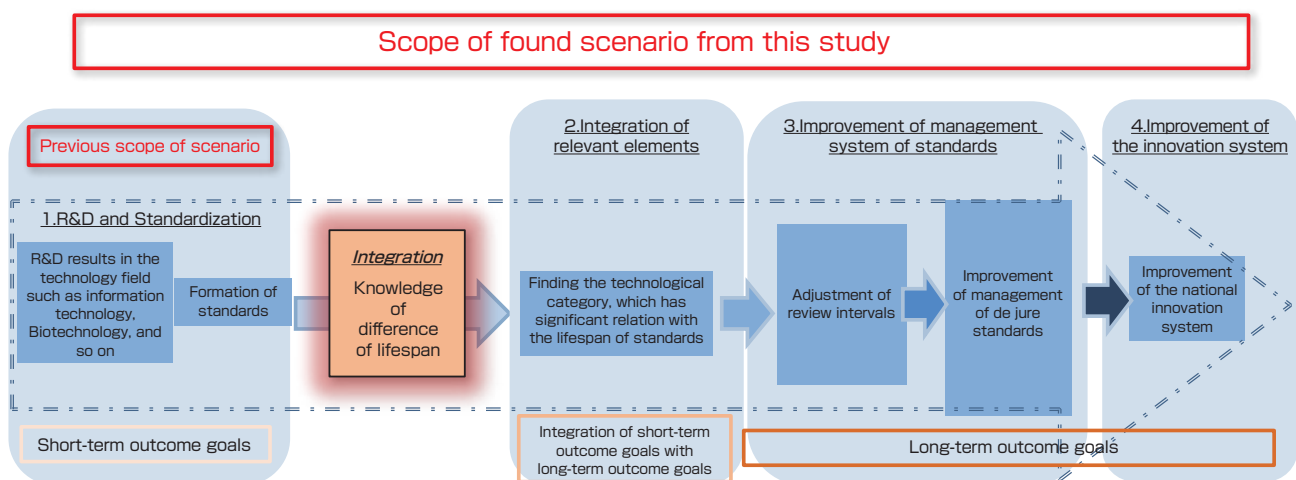 Scope of found scenario from this study
Previous scope of scenario
1.R&D and Standardization
R&D results in the
technology field
such as information
technology,
Biotechnology, and
so on
Formation of
standards
Short-term outcome goals
Integration
Knowledge
of
difference
of lifespan
2.Integration of
relevant elements
Finding the technological
category, which has
significant relation with
the lifespan of standards
Integration of short-term
outcome goals with
long-term outcome goals
3.Improvement of management
system of standards
Adjustment of
review intervals
Improvement
of management
of de jure
standards
4.Improvement of
the innovation system
Improvement
of the national
innovation
system
Long-term outcome goals